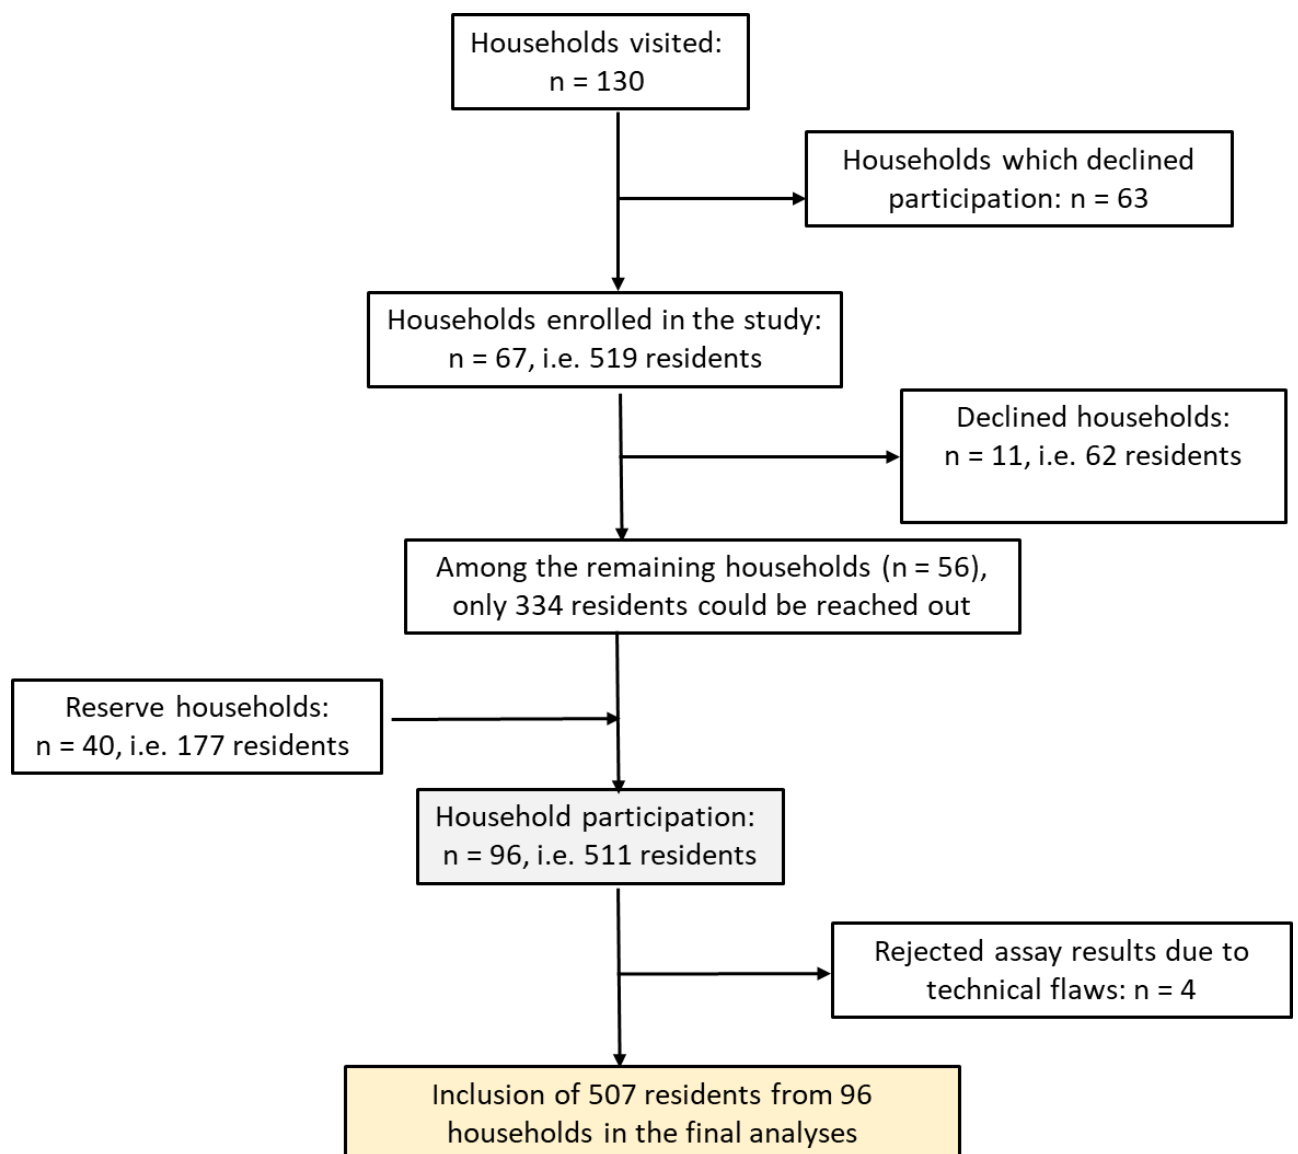 Households visited:
n = 130
Households which declined
participation: n = 63
Households enrolled in the study:
n = 67, i.e. 519 residents
Declined households:
n = 11, i.e. 62 residents
Among the remaining households (n = 56),
only 334 residents could be reached out
Reserve households:
n = 40, i.e. 177 residents
Household participation:
n = 96, i.e. 511 residents
Rejected assay results due to
technical flaws: n = 4
Inclusion of 507 residents from 96
households in the final analyses